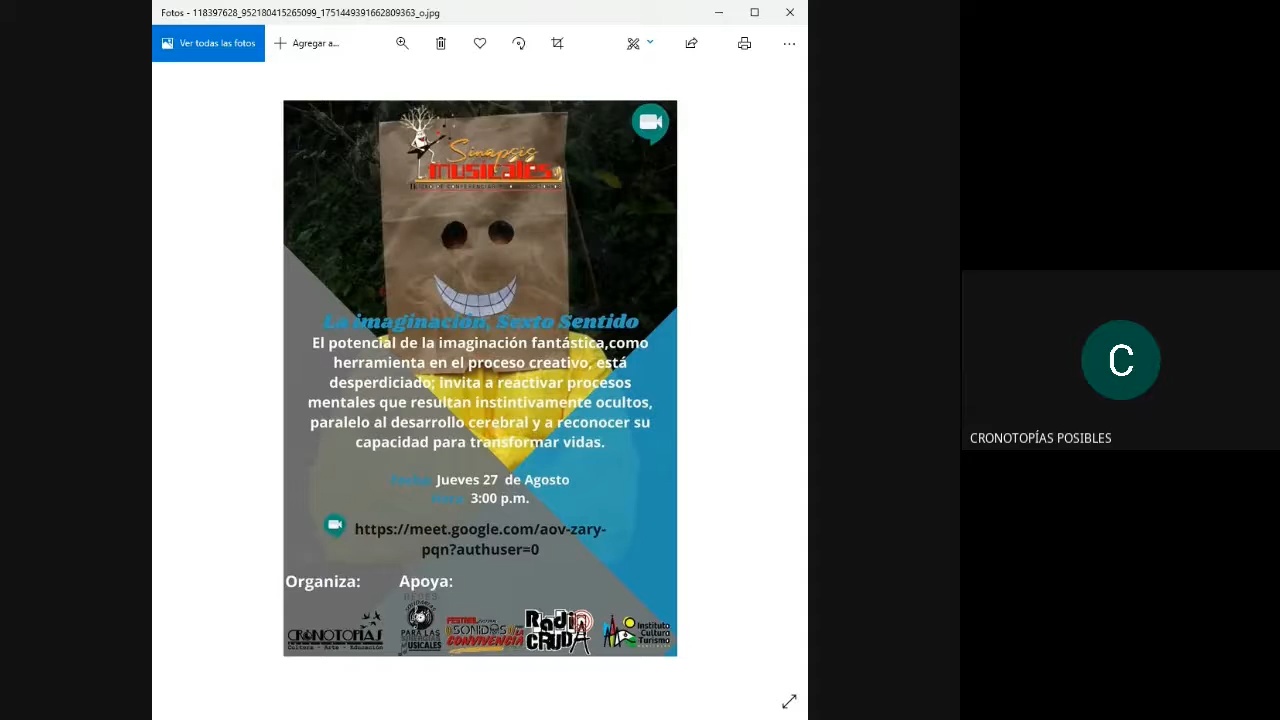 Fotos - 118397628_952180415265099_1751449391662809363_o.jpg
Ver todas las fotos
Agregar a...
Sinapsis
musicales
La imaginación, Sexto Sentido
El potencial de la imaginación fantástica,como
herramienta en el proceso creativo, está
desperdiciado; invita a reactivar procesos
mentales que resultan instintivamente ocultos,
paralelo al desarrollo cerebral y a reconocer su
capacidad para transformar vidas.
Fecha: Jueves 27 de Agosto
Hora: 3:00 p.m.
https://meet.google.com/aov-zary-
pqn?authuser=0
Organiza: Apoya:
CRONOTOPÍAS
Cultura - Arte - Educación
PARA LAS
MUSICALES
SONIDOS
CONVIVENCIA
Radio
CRUDA
Instituto
Cultura
Turismo
C
CRONOTOPÍAS POSIBLES